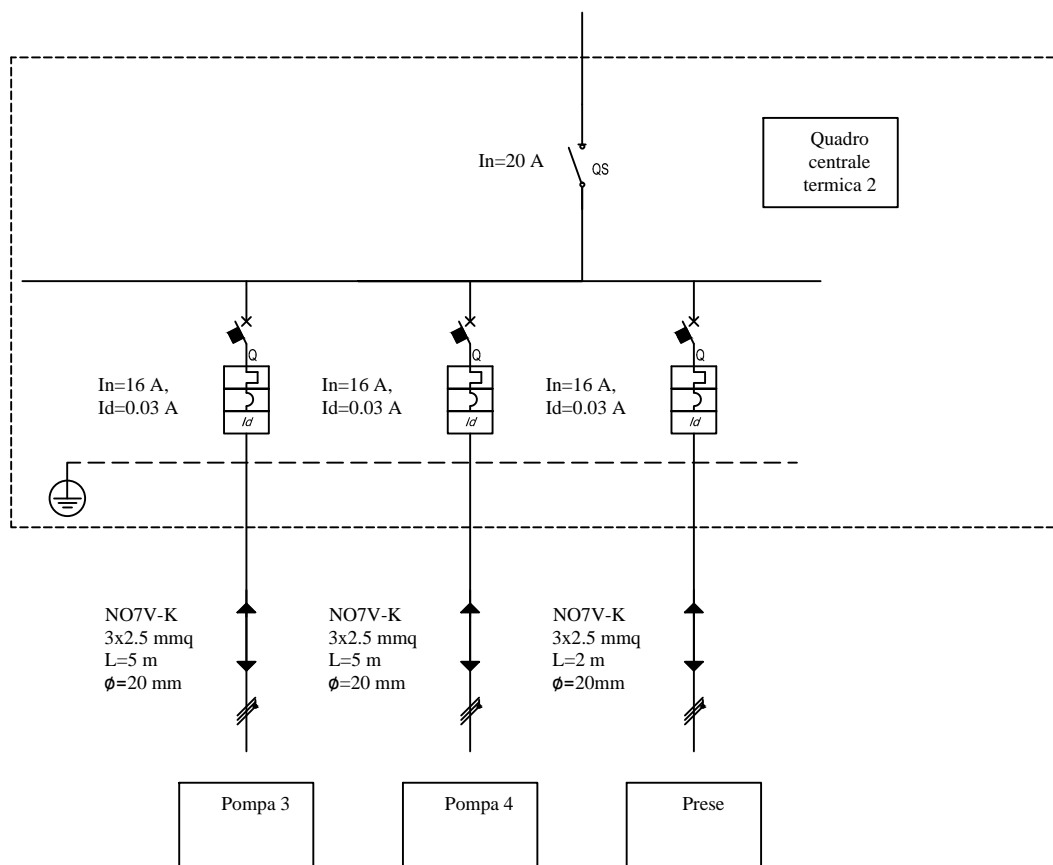 Quadro
centrale
termica 2
In=20 A
QS
Q
In=16 A,
Id=0.03 A
Id
Q
In=16 A,
Id=0.03 A
Id
Q
In=16 A,
Id=0.03 A
Id
NO7V-K
3x2.5 mmq
L=5 m
ø=20 mm
NO7V-K
3x2.5 mmq
L=5 m
ø=20 mm
NO7V-K
3x2.5 mmq
L=2 m
ø=20mm
Pompa 3
Pompa 4
Prese